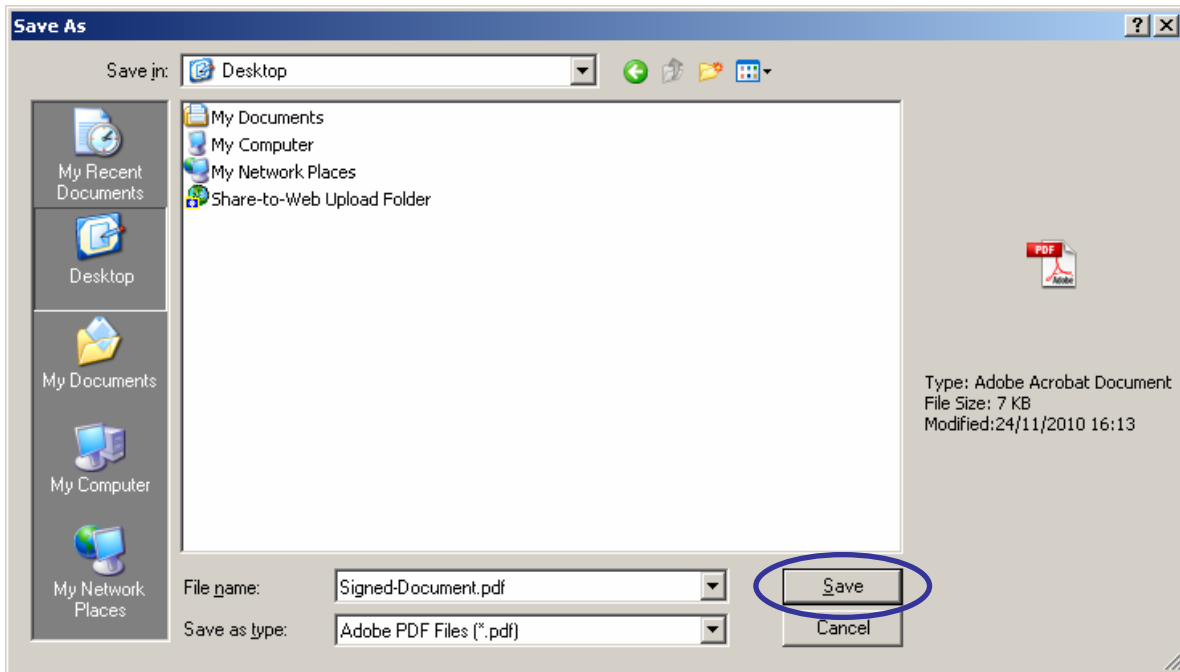 Save As
Save in:
Desktop
My Documents
My Computer
My Network Places
Share-to-Web Upload Folder
My Recent
Documents
Desktop
My Documents
My Computer
My Network
Places
PDF
Adobe
Type: Adobe Acrobat Document
File Size: 7 KB
Modified:24/11/2010 16:13
File name:
Signed-Document.pdf
Save
Save as type:
Adobe PDF Files (*.pdf)
Cancel